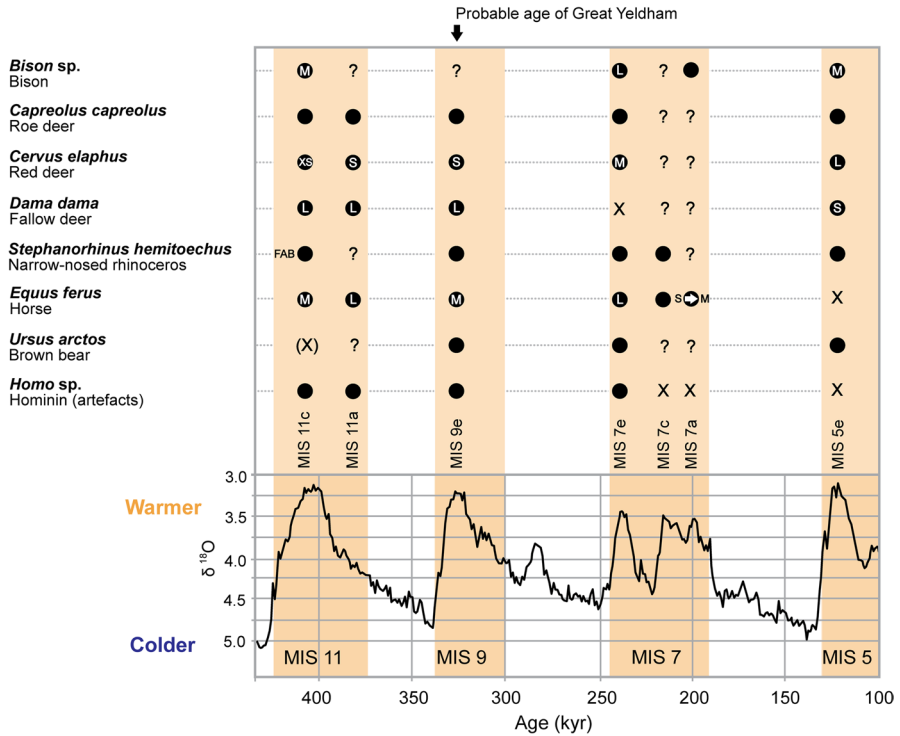 Probable age of Great Yeldham
Bison sp.
Bison
M ? ? L ? M
Capreolus capreolus
Roe deer
? ?
Cervus elaphus
Red deer
XS S S M ? ? L
Dama dama
Fallow deer
L L L X ? ? S
Stephanorhinus hemitoechus
Narrow-nosed rhinoceros
FAB ? ?
Equus ferus
Horse
M L M L S M X
Ursus arctos
Brown bear
(X) ? ? ?
Homo sp.
Hominin (artefacts)
X X X
MIS 11c
MIS 11a
MIS 9e
MIS 7e
MIS 7c
MIS 7a
MIS 5e
Warmer
Colder
δ 18O
3.0
3.5
4.0
4.5
5.0
MIS 11 MIS 9 MIS 7 MIS 5
400 350 300 250 200 150 100
Age (kyr)